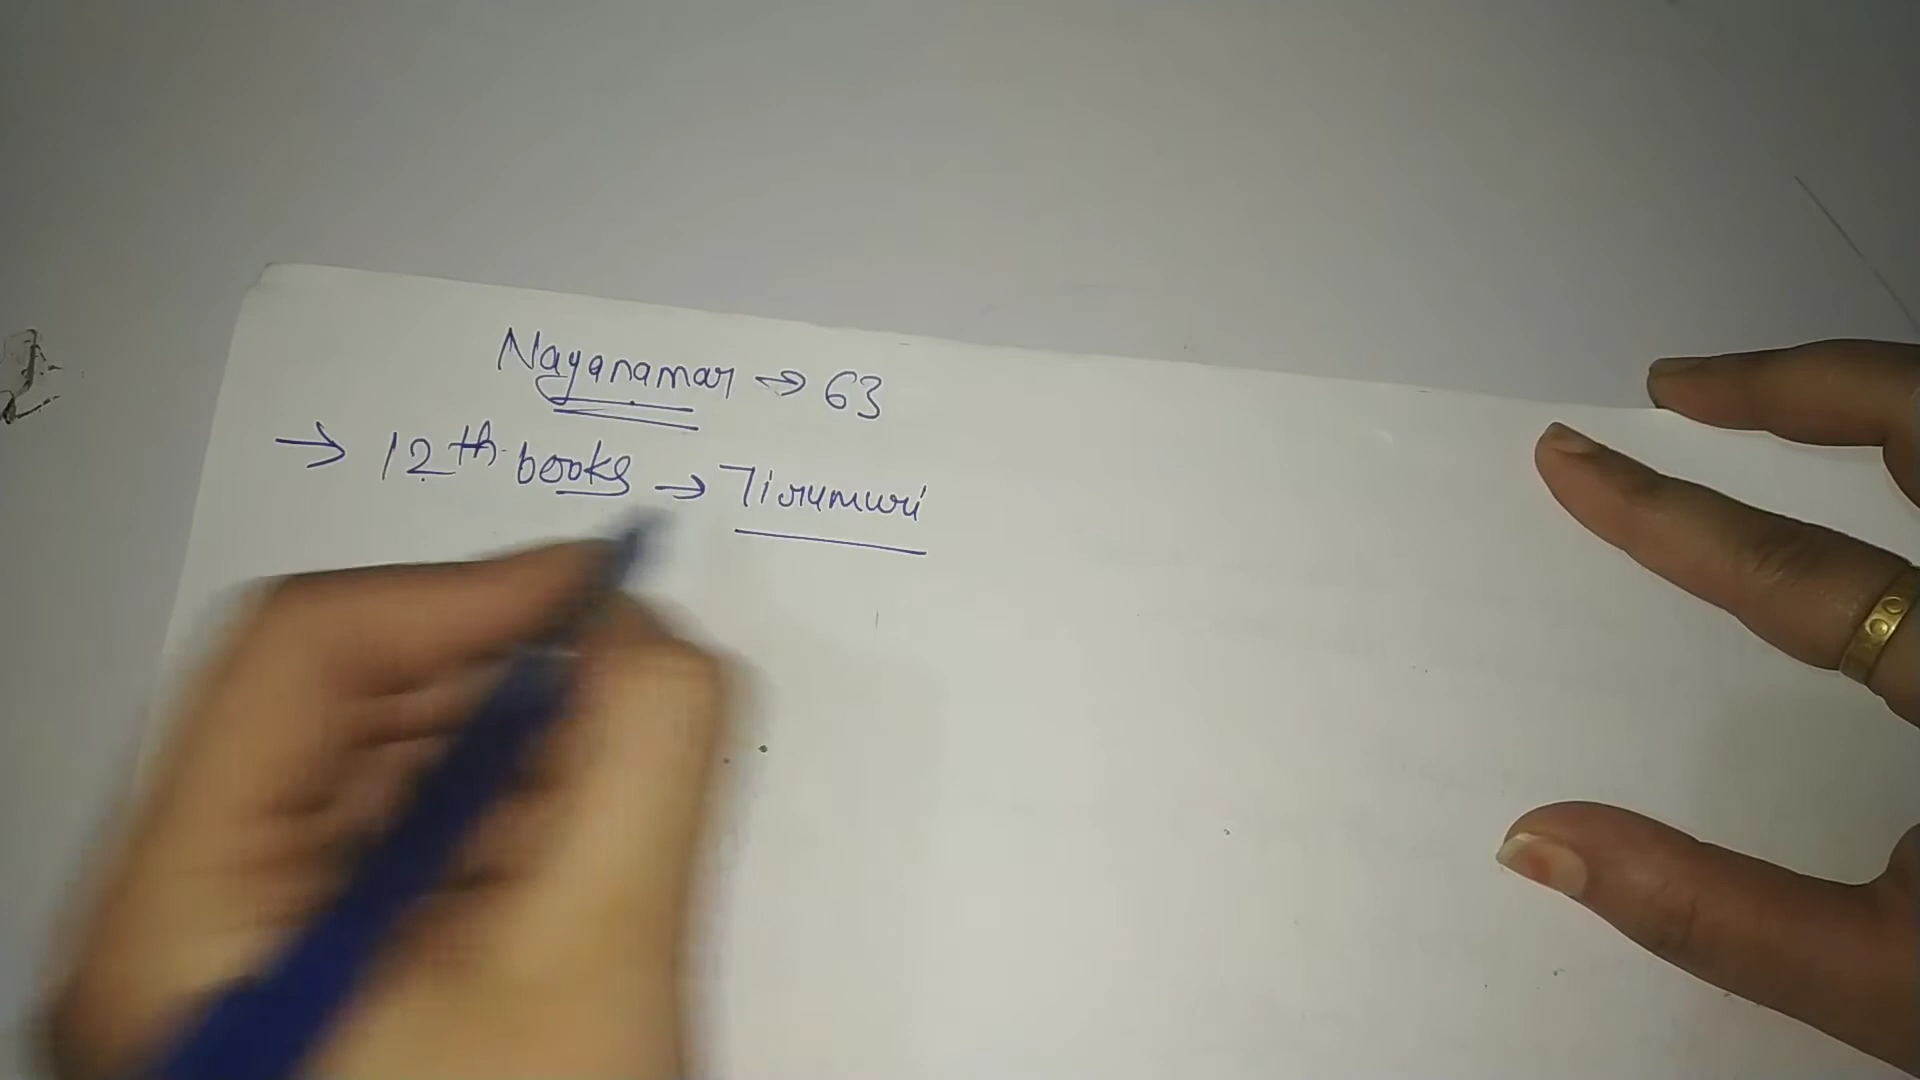 Nayanamar → 63
→ 12th books → Tirumuri